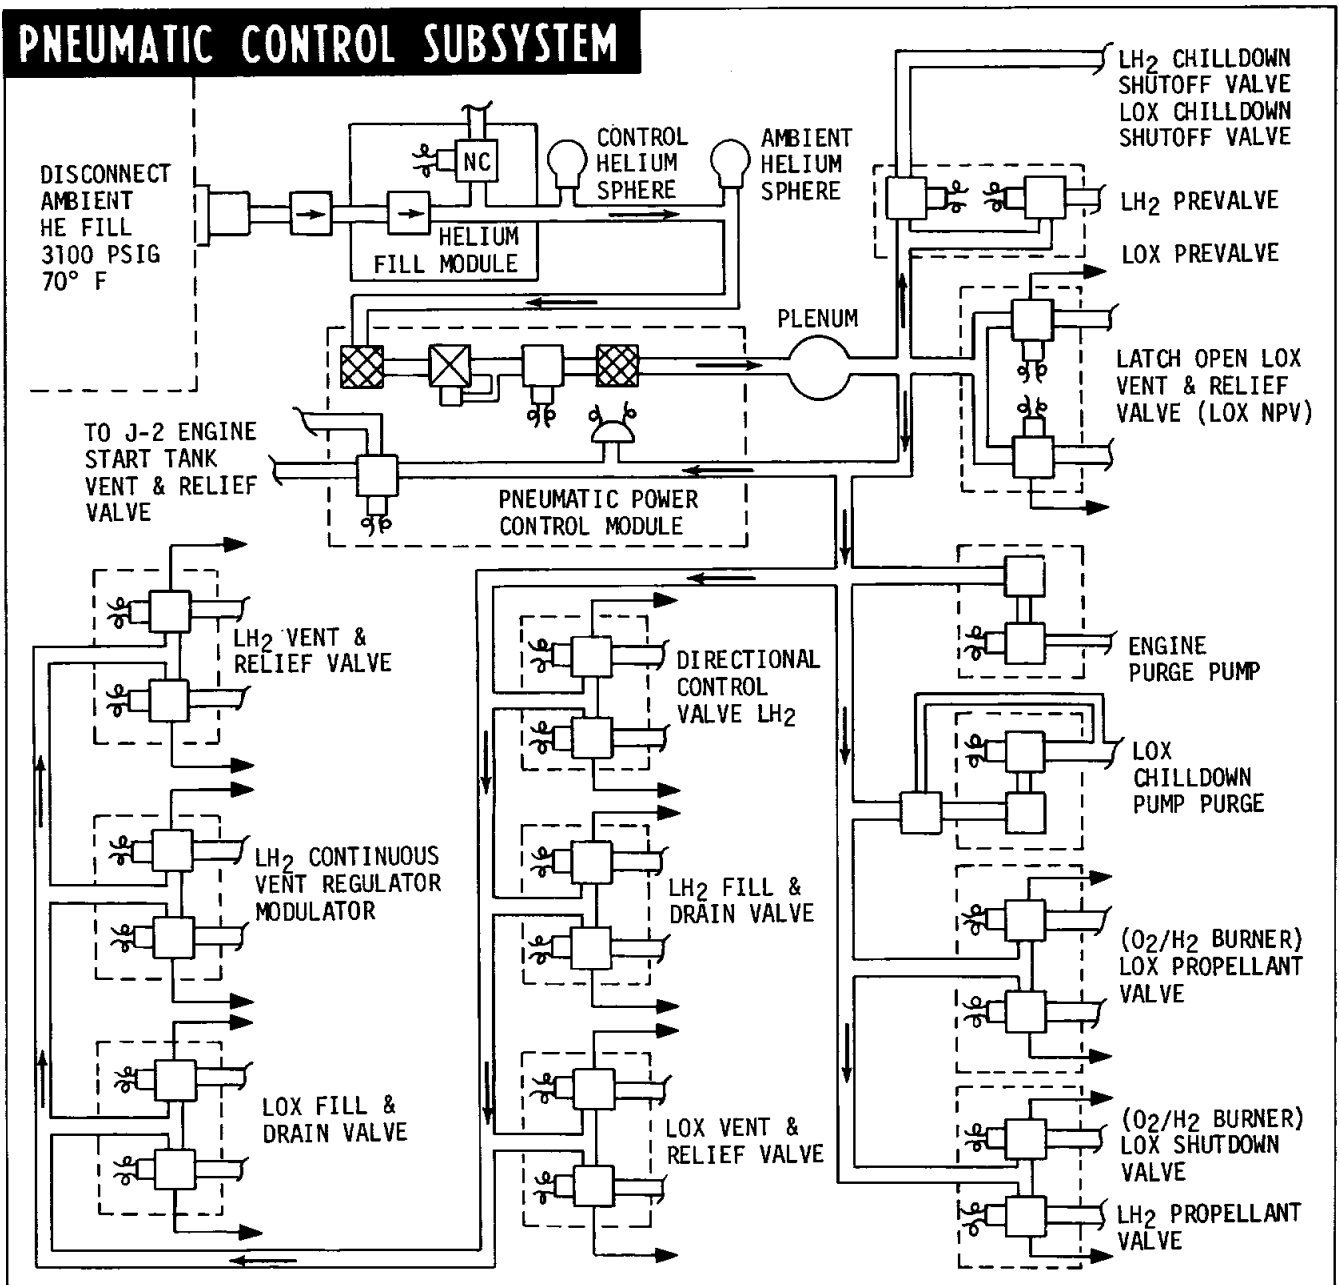 PNEUMATIC CONTROL SUBSYSTEM
LH2 CHILLDOWN
SHUTOFF VALVE
LOX CHILLDOWN
SHUTOFF VALVE
DISCONNECT
AMBIENT
HE FILL
3100 PSIG
70° F
NC
CONTROL
HELIUM
SPHERE
AMBIENT
HELIUM
SPHERE
HELIUM
FILL MODULE
LH2 PREVALVE
LOX PREVALVE
PLENUM
LATCH OPEN LOX
VENT & RELIEF
VALVE (LOX NPV)
TO J-2 ENGINE
START TANK
VENT & RELIEF
VALVE
PNEUMATIC POWER
CONTROL MODULE
LH2 VENT &
RELIEF VALVE
DIRECTIONAL
CONTROL
VALVE LH2
ENGINE
PURGE PUMP
LOX
CHILLDOWN
PUMP PURGE
LH2 CONTINUOUS
VENT REGULATOR
MODULATOR
LH2 FILL &
DRAIN VALVE
(O2/H2 BURNER)
LOX PROPELLANT
VALVE
LOX FILL &
DRAIN VALVE
LOX VENT &
RELIEF VALVE
(O2/H2 BURNER)
LOX SHUTDOWN
VALVE
LH2 PROPELLANT
VALVE